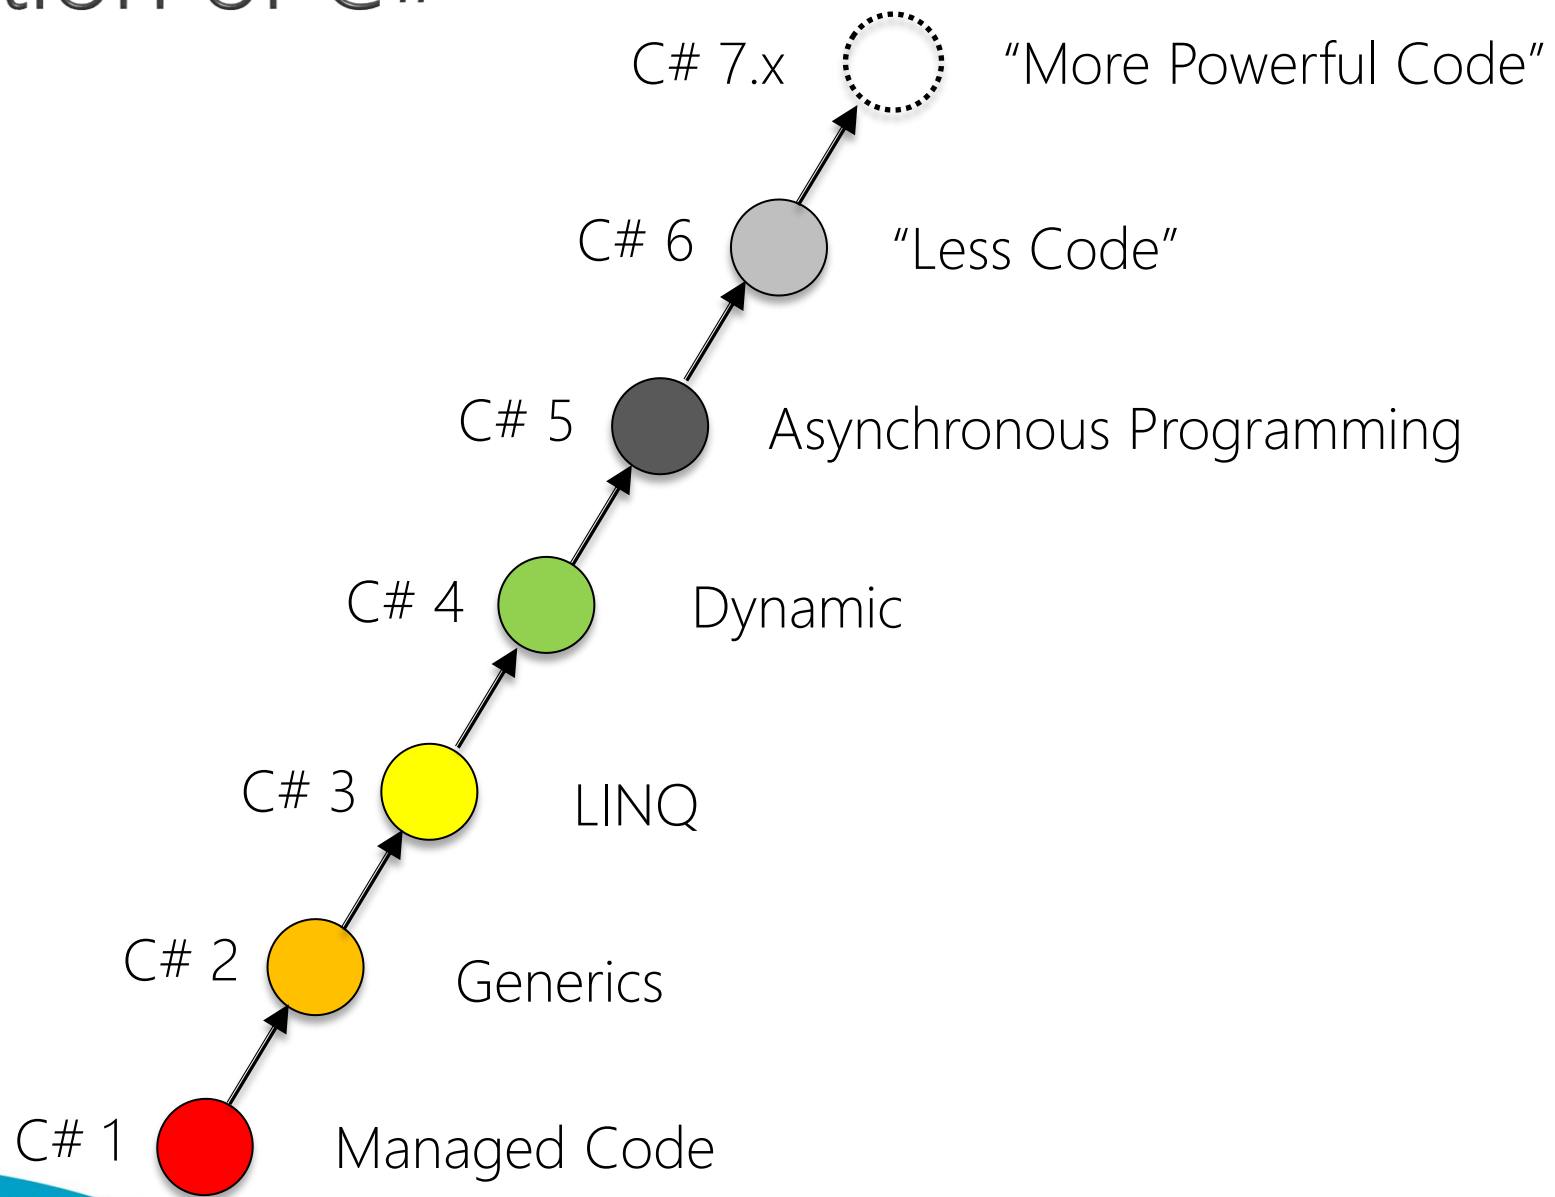 of C#
C# 7.x “More Powerful Code”
C# 6 “Less Code”
C# 5 Asynchronous Programming
C# 4 Dynamic
C# 3 LINQ
C# 2 Generics
C# 1 Managed Code